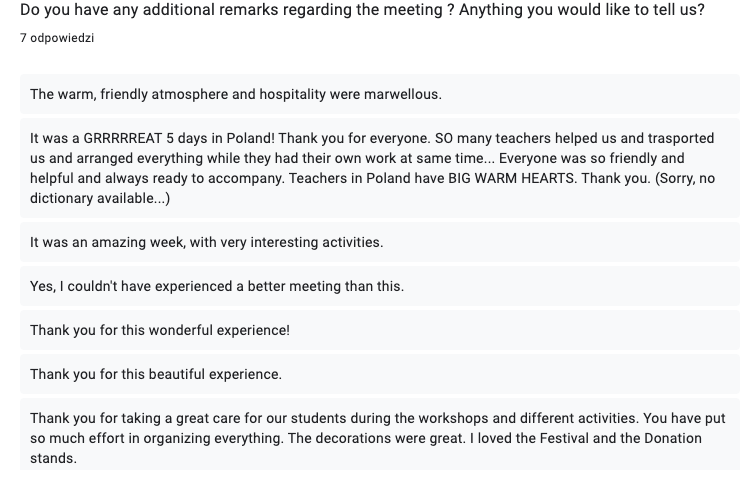 Do you have any additional remarks regarding the meeting ? Anything you would like to tell us?
7 odpowiedzi
The warm, friendly atmosphere and hospitality were marwellous.
It was a GRRRRREAT 5 days in Poland! Thank you for everyone. SO many teachers helped us and trasported
us and arranged everything while they had their own work at same time... Everyone was so friendly and
helpful and always ready to accompany. Teachers in Poland have BIG WARM HEARTS. Thank you. (Sorry, no
dictionary available...)
It was an amazing week, with very interesting activities.
Yes, I couldn't have experienced a better meeting than this.
Thank you for this wonderful experience!
Thank you for this beautiful experience.
Thank you for taking a great care for our students during the workshops and different activities. You have put
so much effort in organizing everything. The decorations were great. I loved the Festival and the Donation
stands.